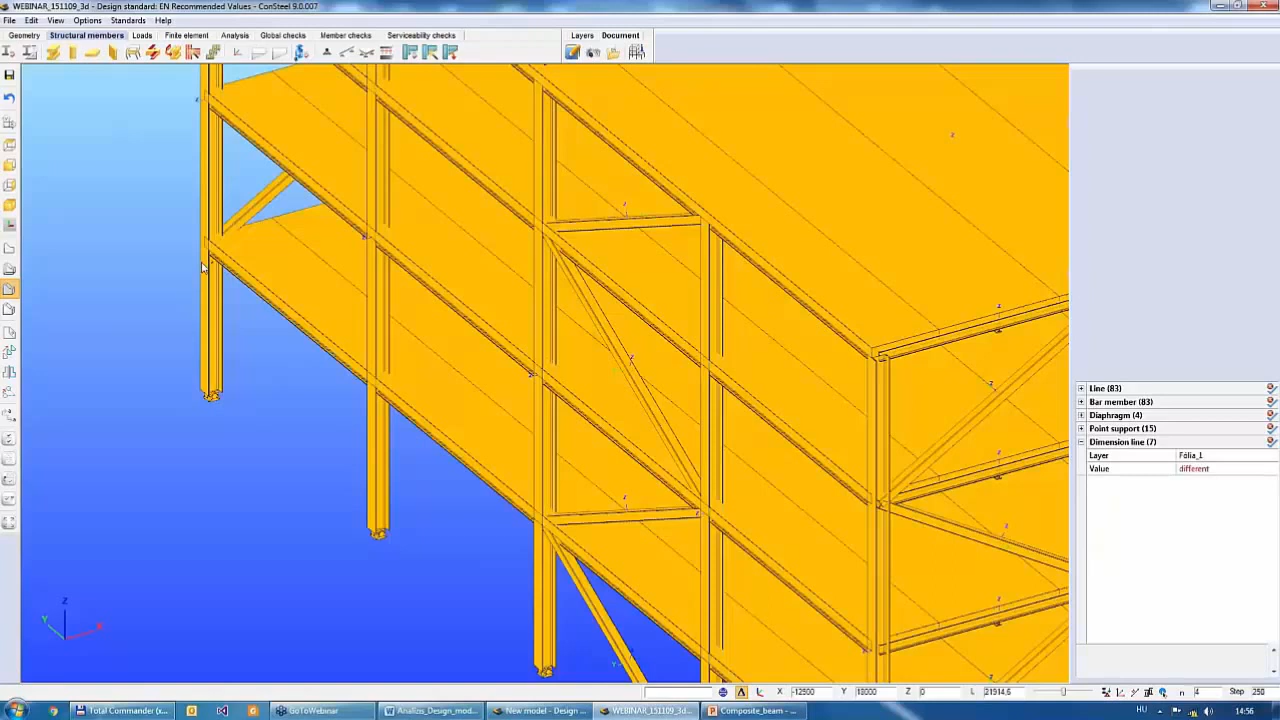 WEBINAR_151109_3d - Design standard: EN Recommended Values - ConSteel 9.0.007
File Edit View Options Standards Help
Geometry Structural members Loads Finite element Analysis Global checks Member checks Serviceability checks Layers Document
Line (83)
Bar member (83)
Diaphragm (4)
Point support (15)
Dimension line (7)
Layer Fólia_1
Value different
Z
Y
X -12500 Y 18000 Z 0 L 21914,6 n 4 Step 250
Total Commander (x... GoToWebinar Analizis_Design_mod... New model - Design ... WEBINAR_151109_3d... Composite_beam - ... HU 14:56